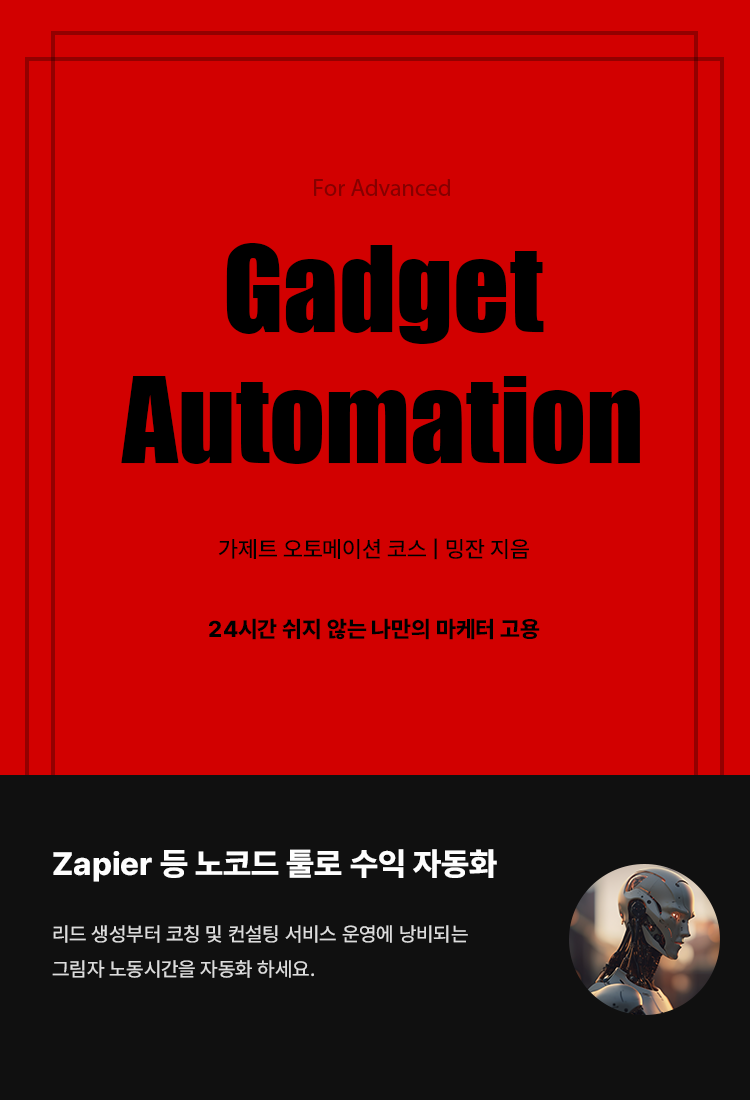 For Advanced
Gadget
Automation
가제트 오토메이션 코스 | 밍잔 지음
24시간 쉬지 않는 나만의 마케터 고용
Zapier 등 노코드 툴로 수익 자동화
리드 생성부터 코칭 및 컨설팅 서비스 운영에 낭비되는
그림자 노동시간을 자동화 하세요.